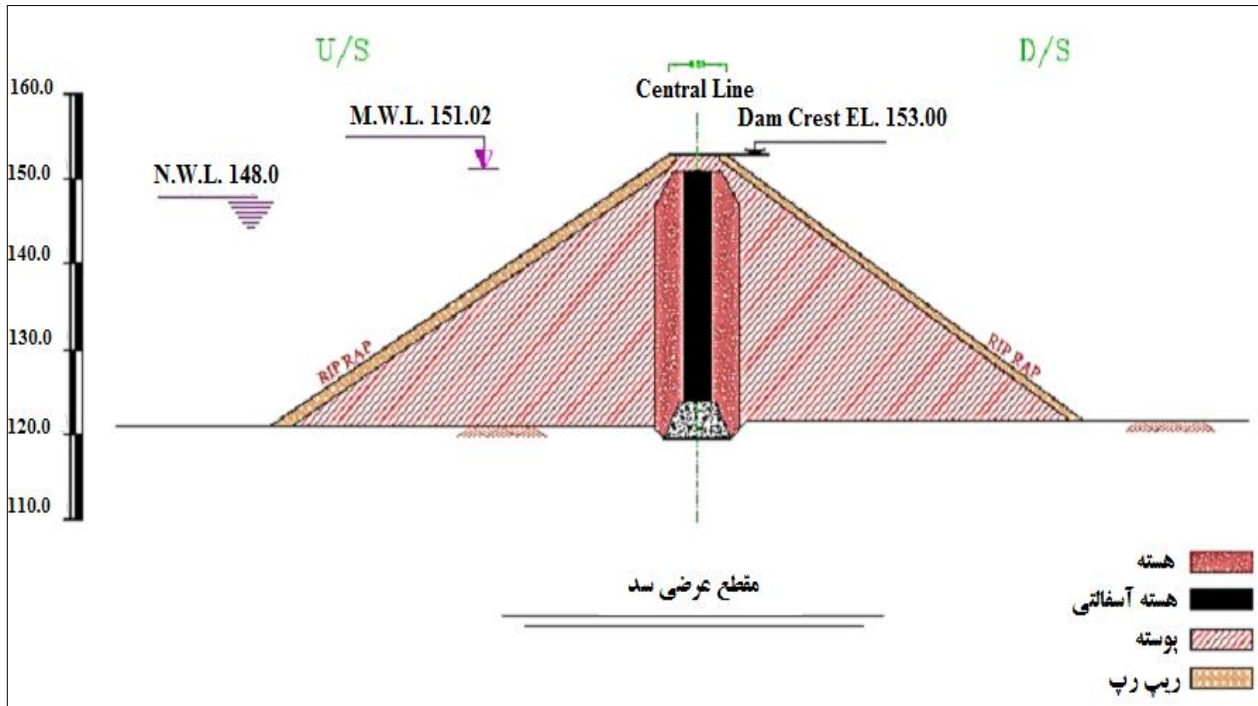 U/S
D/S
160.0
Central Line
M.W.L. 151.02
Dam Crest EL. 153.00
150.0
N.W.L. 148.0
140.0
130.0
RIP RAP
RIP RAP
120.0
110.0
مقطع عرضی سد
هسته
هسته آسفالتی
پوسته
ریپ رپ